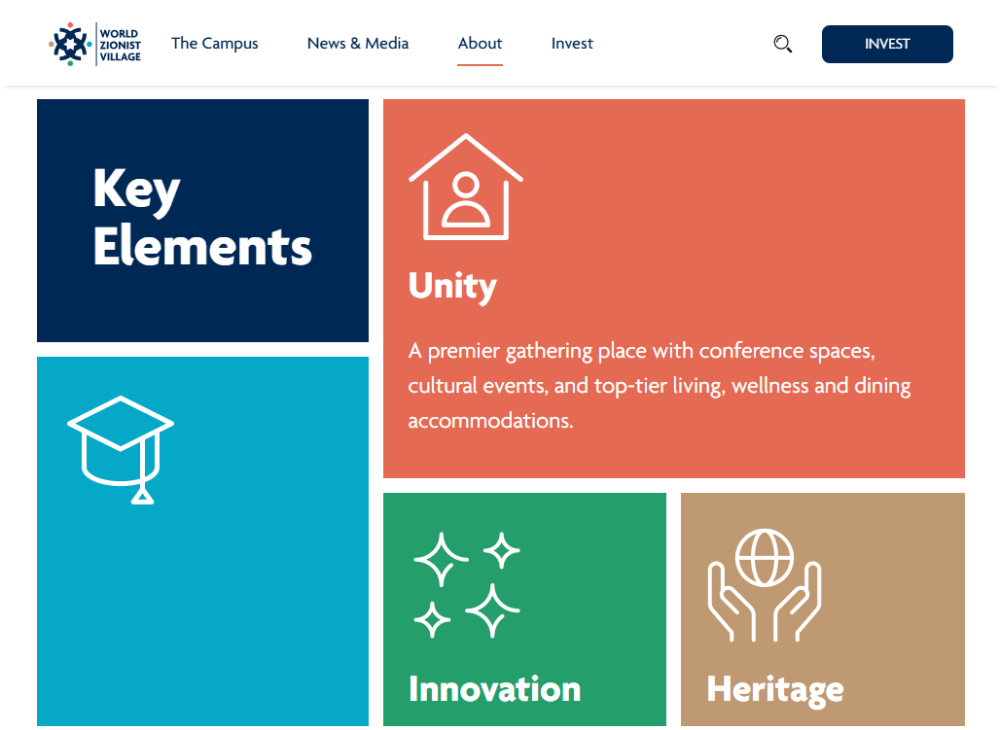 WORLD
ZIONIST
VILLAGE
The Campus
News & Media
About
Invest
INVEST
Key
Elements
Unity
A premier gathering place with conference spaces,
cultural events, and top-tier living, wellness and dining
accommodations.
Innovation
Heritage